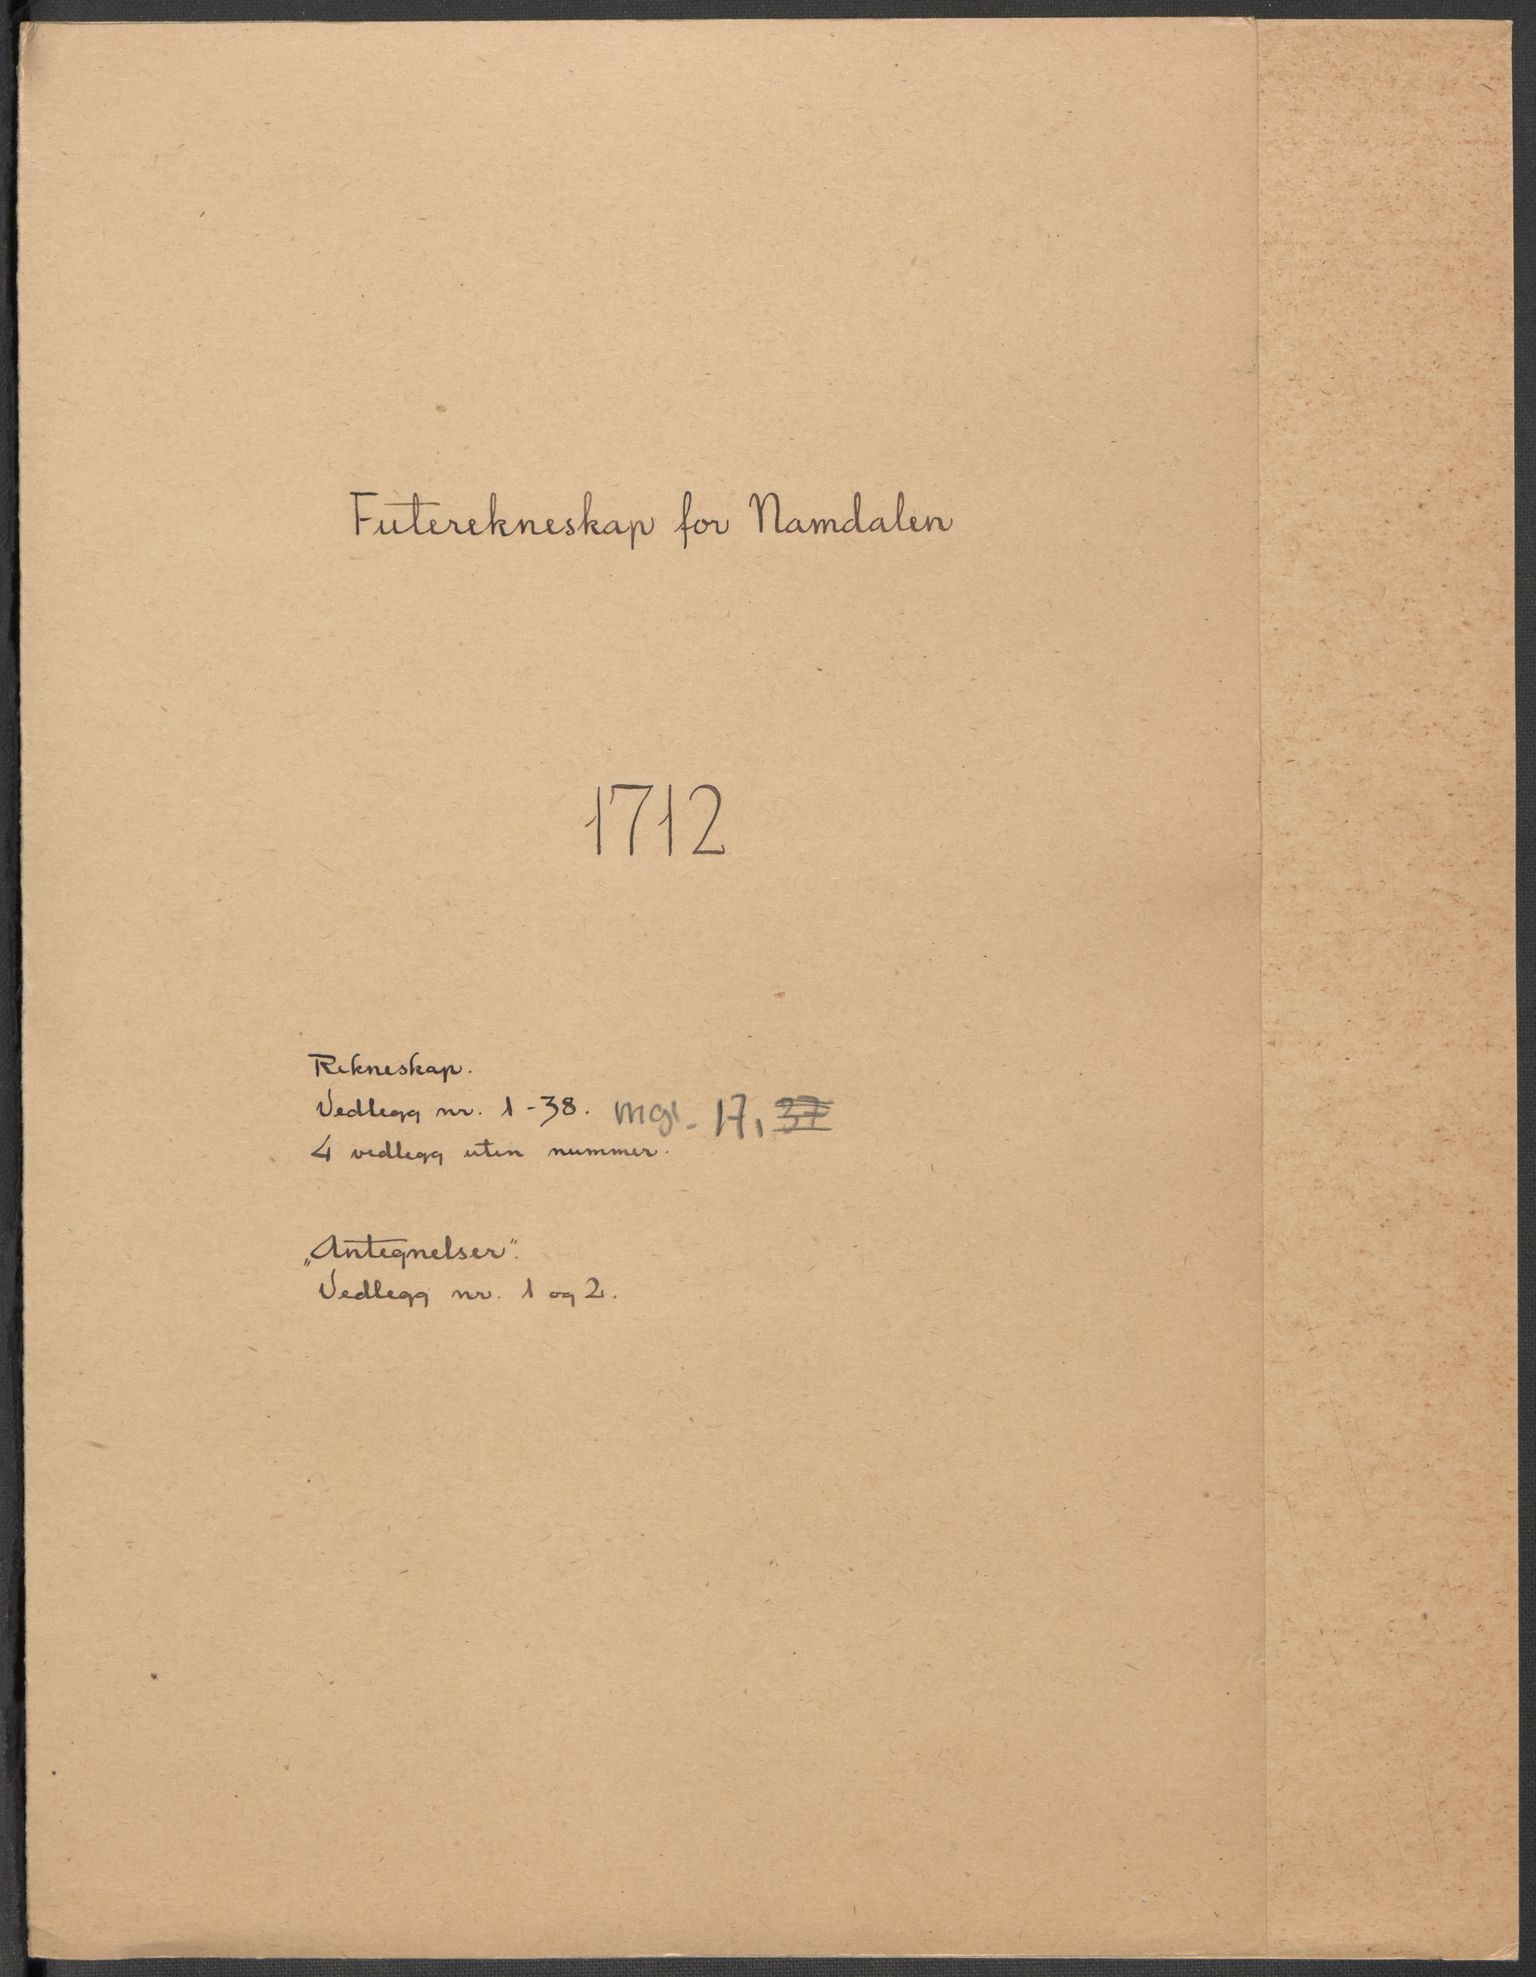 Futerekneskap for Namdalen
1712
Rekneskap.
Vedlegg nr. 1-38. mgl. 17, 37
4 vedlegg uten nummer.
„Antegnelser".
Vedlegg nr. 1 og 2.